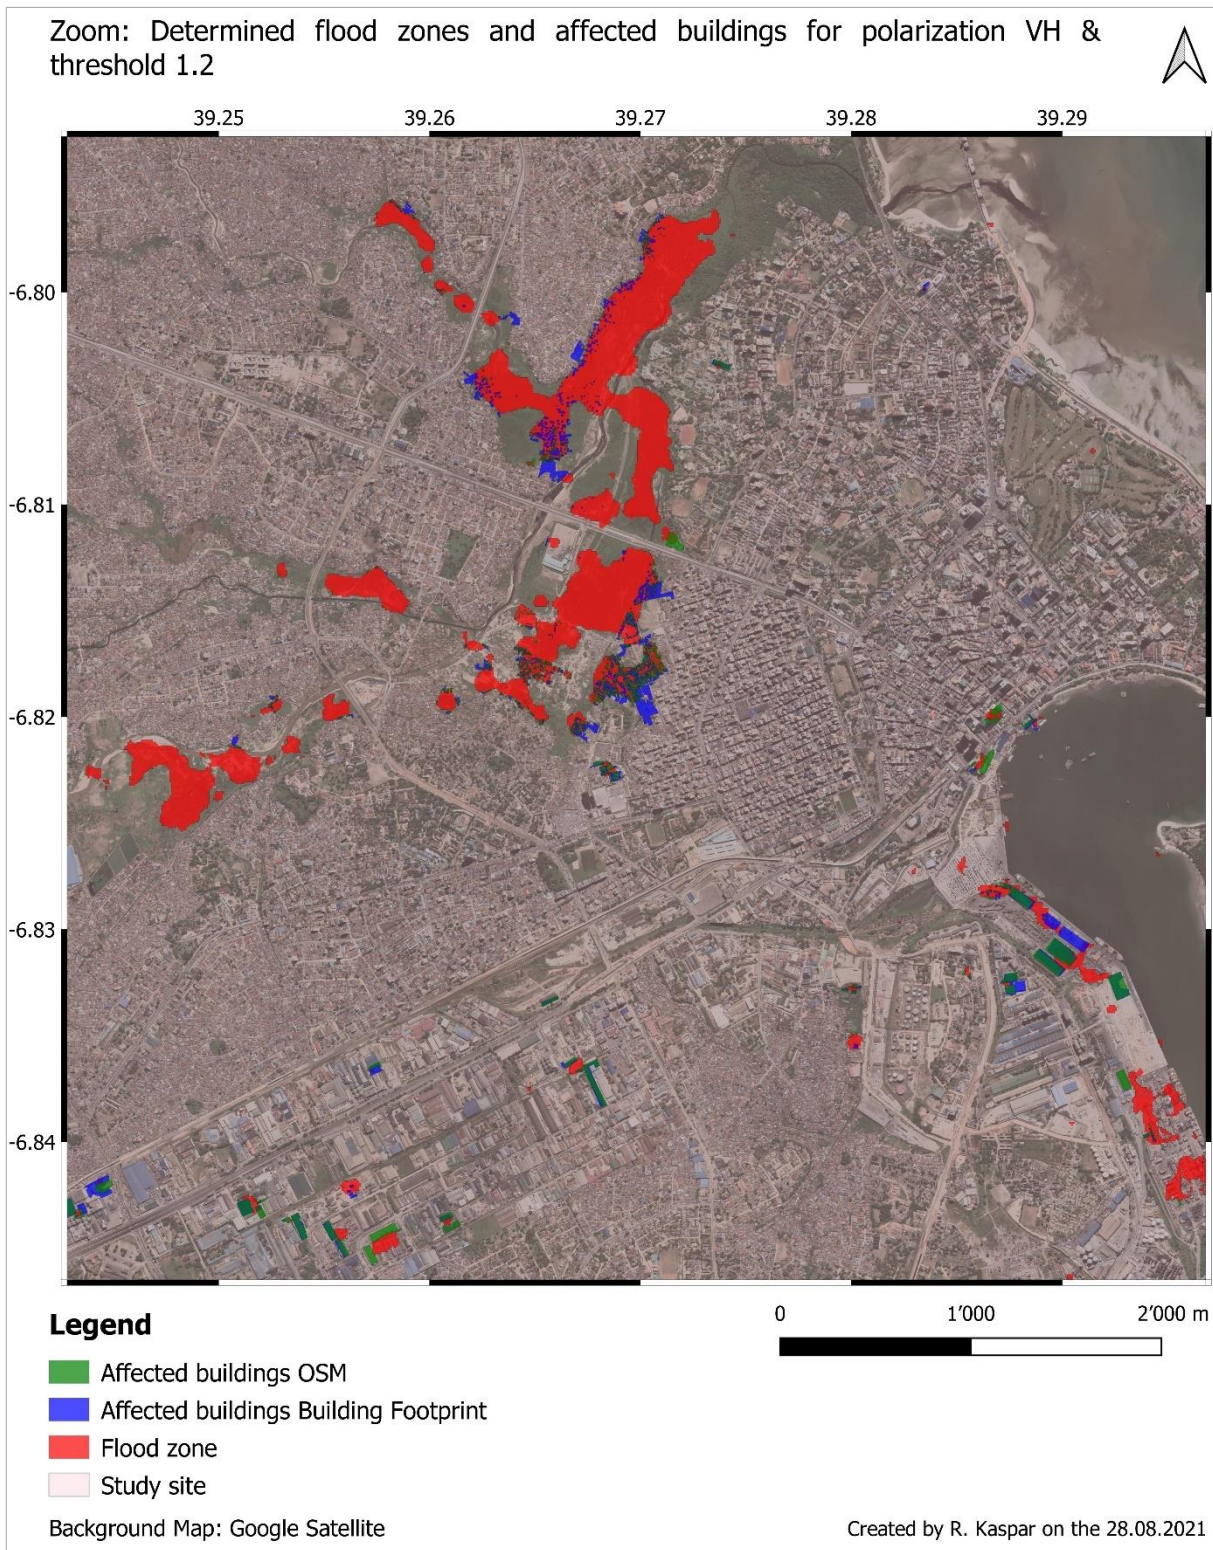 Zoom: Determined flood zones and affected buildings for polarization VH &
threshold 1.2
39.25 39.26 39.27 39.28 39.29
-6.80
-6.81
-6.82
-6.83
-6.84
Legend
0 1'000 2'000 m
Affected buildings OSM
Affected buildings Building Footprint
Flood zone
Study site
Background Map: Google Satellite
Created by R. Kaspar on the 28.08.2021